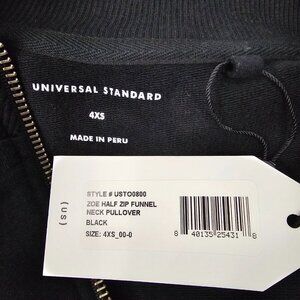 UNIVERSAL STANDARD
4XS
MADE IN PERU
(US)
STYLE # USTO0800
ZOE HALF ZIP FUNNEL
NECK PULLOVER
BLACK
SIZE: 4XS_00-0
8 40135 25431 8